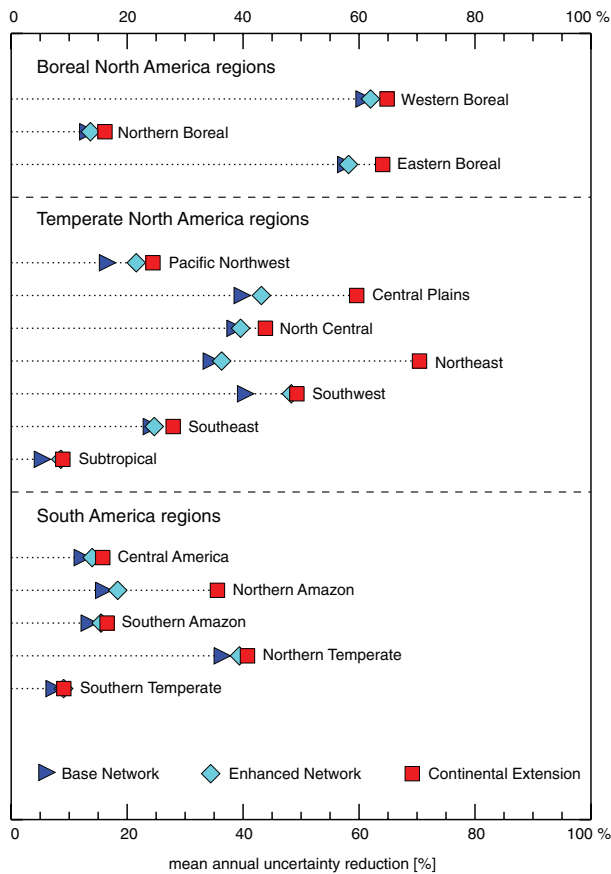 0 20 40 60 80 100 %
Boreal North America regions
Western Boreal
Northern Boreal
Eastern Boreal
Temperate North America regions
Pacific Northwest
Central Plains
North Central
Northeast
Southwest
Southeast
Subtropical
South America regions
Central America
Northern Amazon
Southern Amazon
Northern Temperate
Southern Temperate
Base Network Enhanced Network Continental Extension
0 20 40 60 80 100 %
mean annual uncertainty reduction [%]